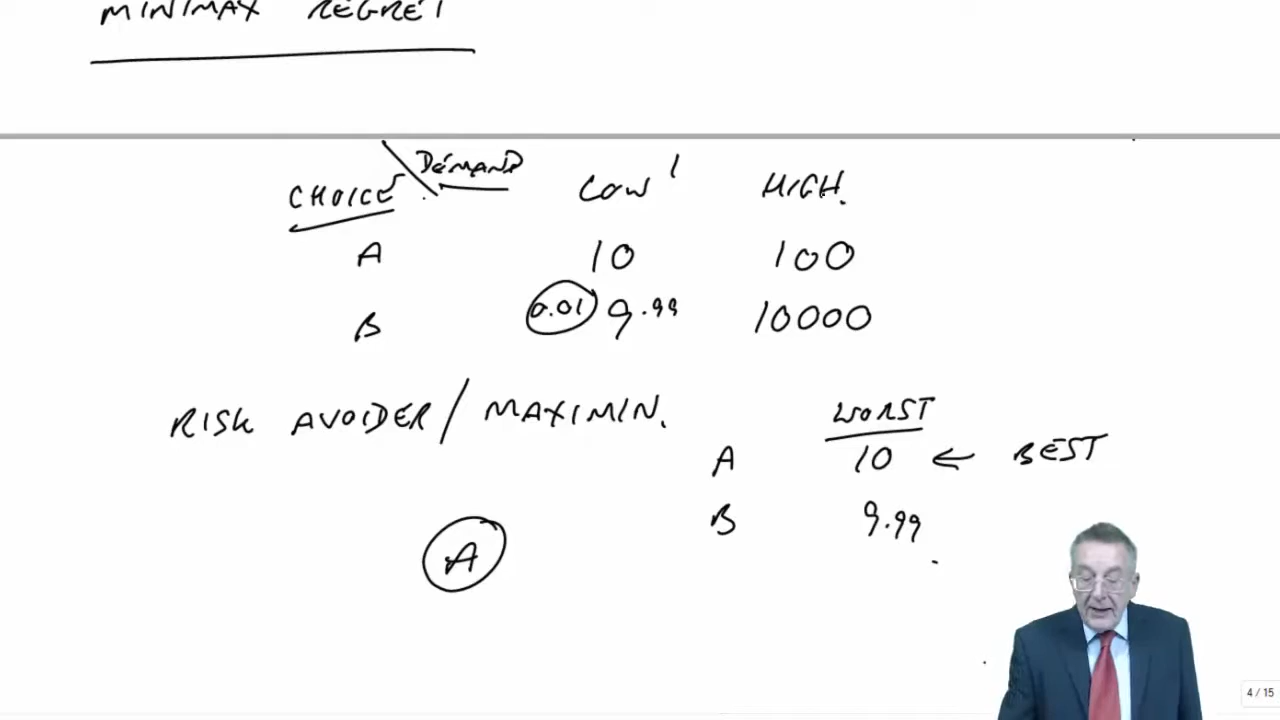 MINIMAX REGRET
DEMAND
CHOICE LOW HIGH.
A 10 100
B 0.01 9.99 10000
RISK AVOIDER / MAXIMIN. WORST
A 10 ← BEST
B 9.99
A
4 / 15